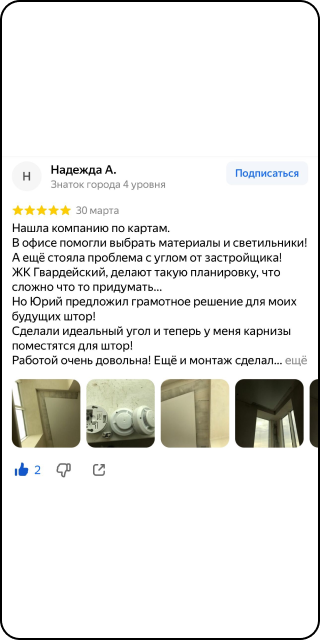 Н
Надежда А.
Знаток города 4 уровня
Подписаться
30 марта
Нашла компанию по картам.
В офисе помогли выбрать материалы и светильники!
А ещё стояла проблема с углом от застройщика!
ЖК Гвардейский, делают такую планировку, что
сложно что то придумать...
Но Юрий предложил грамотное решение для моих
будущих штор!
Сделали идеальный угол и теперь у меня карнизы
поместятся для штор!
Работой очень довольна! Ещё и монтаж сделал... ещё
2